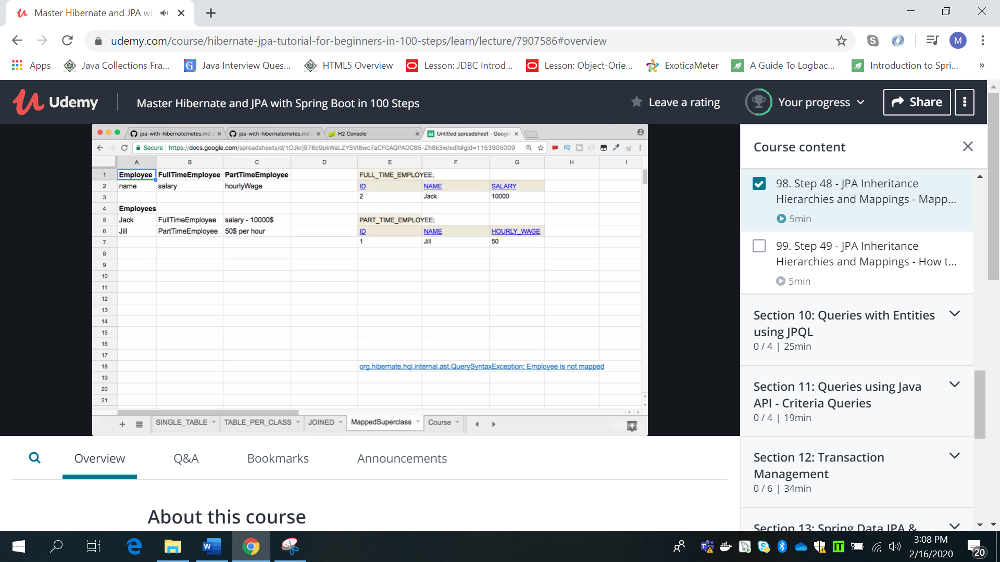 Master Hibernate and JPA wi
udemy.com/course/hibernate-jpa-tutorial-for-beginners-in-100-steps/learn/lecture/7907586#overview
S
M
Apps
Java Collections Fra...
G
Java Interview Ques...
HTML5 Overview
Lesson: JDBC Introd...
Lesson: Object-Orie...
ExoticaMeter
A Guide To Logbac...
Introduction to Spri...
»
Udemy
Master Hibernate and JPA with Spring Boot in 100 Steps
Leave a rating
Your progress
Share
jpa-with-hibernate/notes.md
jpa-with-hibernate/notes.md
H2 Console
Untitled spreadsheet - Google
Secure https://docs.google.com/spreadsheets/d/1OJkrj976c9pkWaLZYSVlBwc7aCFCAQPADC85-Zh8k3w/edit#gid=1153905009
IQ
A B C D E F G H I
1 Employee FullTimeEmployee PartTimeEmployee FULL_TIME_EMPLOYEE;
2 name salary hourlyWage ID NAME SALARY
3 2 Jack 10000
4 Employees
5 Jack FullTimeEmployee salary - 10000$ PART_TIME_EMPLOYEE;
6 Jill PartTimeEmployee 50$ per hour ID NAME HOURLY_WAGE
7 1 Jill 50
8
9
10
11
12
13
14
15
16
17
18 org.hibernate.hql.internal.ast.QuerySyntaxException: Employee is not mapped
19
20
21
SINGLE_TABLE TABLE_PER_CLASS JOINED MappedSuperclass Course
udemy
Course content
98. Step 48 - JPA Inheritance
Hierarchies and Mappings - Mapp...
5min
99. Step 49 - JPA Inheritance
Hierarchies and Mappings - How t...
5min
Section 10: Queries with Entities
using JPQL
0 / 4 | 25min
Section 11: Queries using Java
API - Criteria Queries
0 / 4 | 19min
Section 12: Transaction
Management
0 / 6 | 34min
Section 13: Spring Data JPA &
Overview
Q&A
Bookmarks
Announcements
About this course
W
IT
3:08 PM
2/16/2020
20